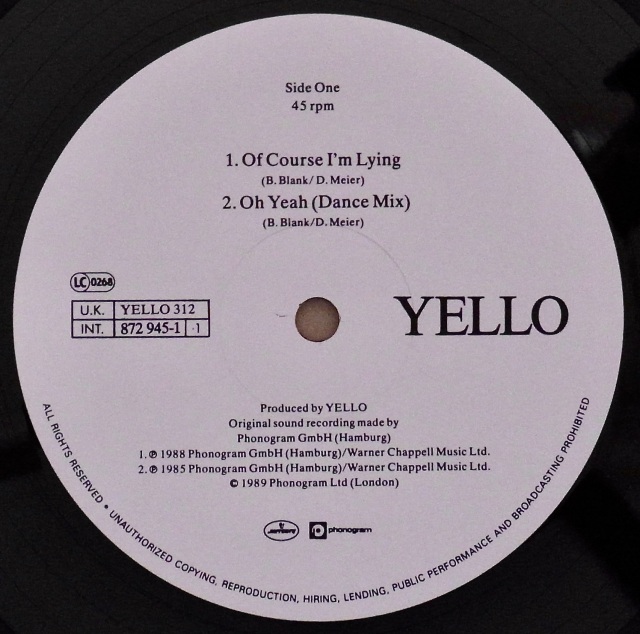 Side One
45 rpm
1. Of Course I'm Lying
(B. Blank/ D. Meier)
2. Oh Yeah (Dance Mix)
(B. Blank/D. Meier)
LC 0268
U.K. YELLO 312
INT. 872 945-1 ·1
YELLO
Produced by YELLO
Original sound recording made by
Phonogram GmbH (Hamburg)
1. ℗ 1988 Phonogram GmbH (Hamburg)/Warner Chappell Music Ltd.
2. ℗ 1985 Phonogram GmbH (Hamburg)/Warner Chappell Music Ltd.
© 1989 Phonogram Ltd (London)
mercury phonogram
ALL RIGHTS RESERVED • UNAUTHORIZED COPYING, REPRODUCTION, HIRING, LENDING, PUBLIC PERFORMANCE AND BROADCASTING PROHIBITED